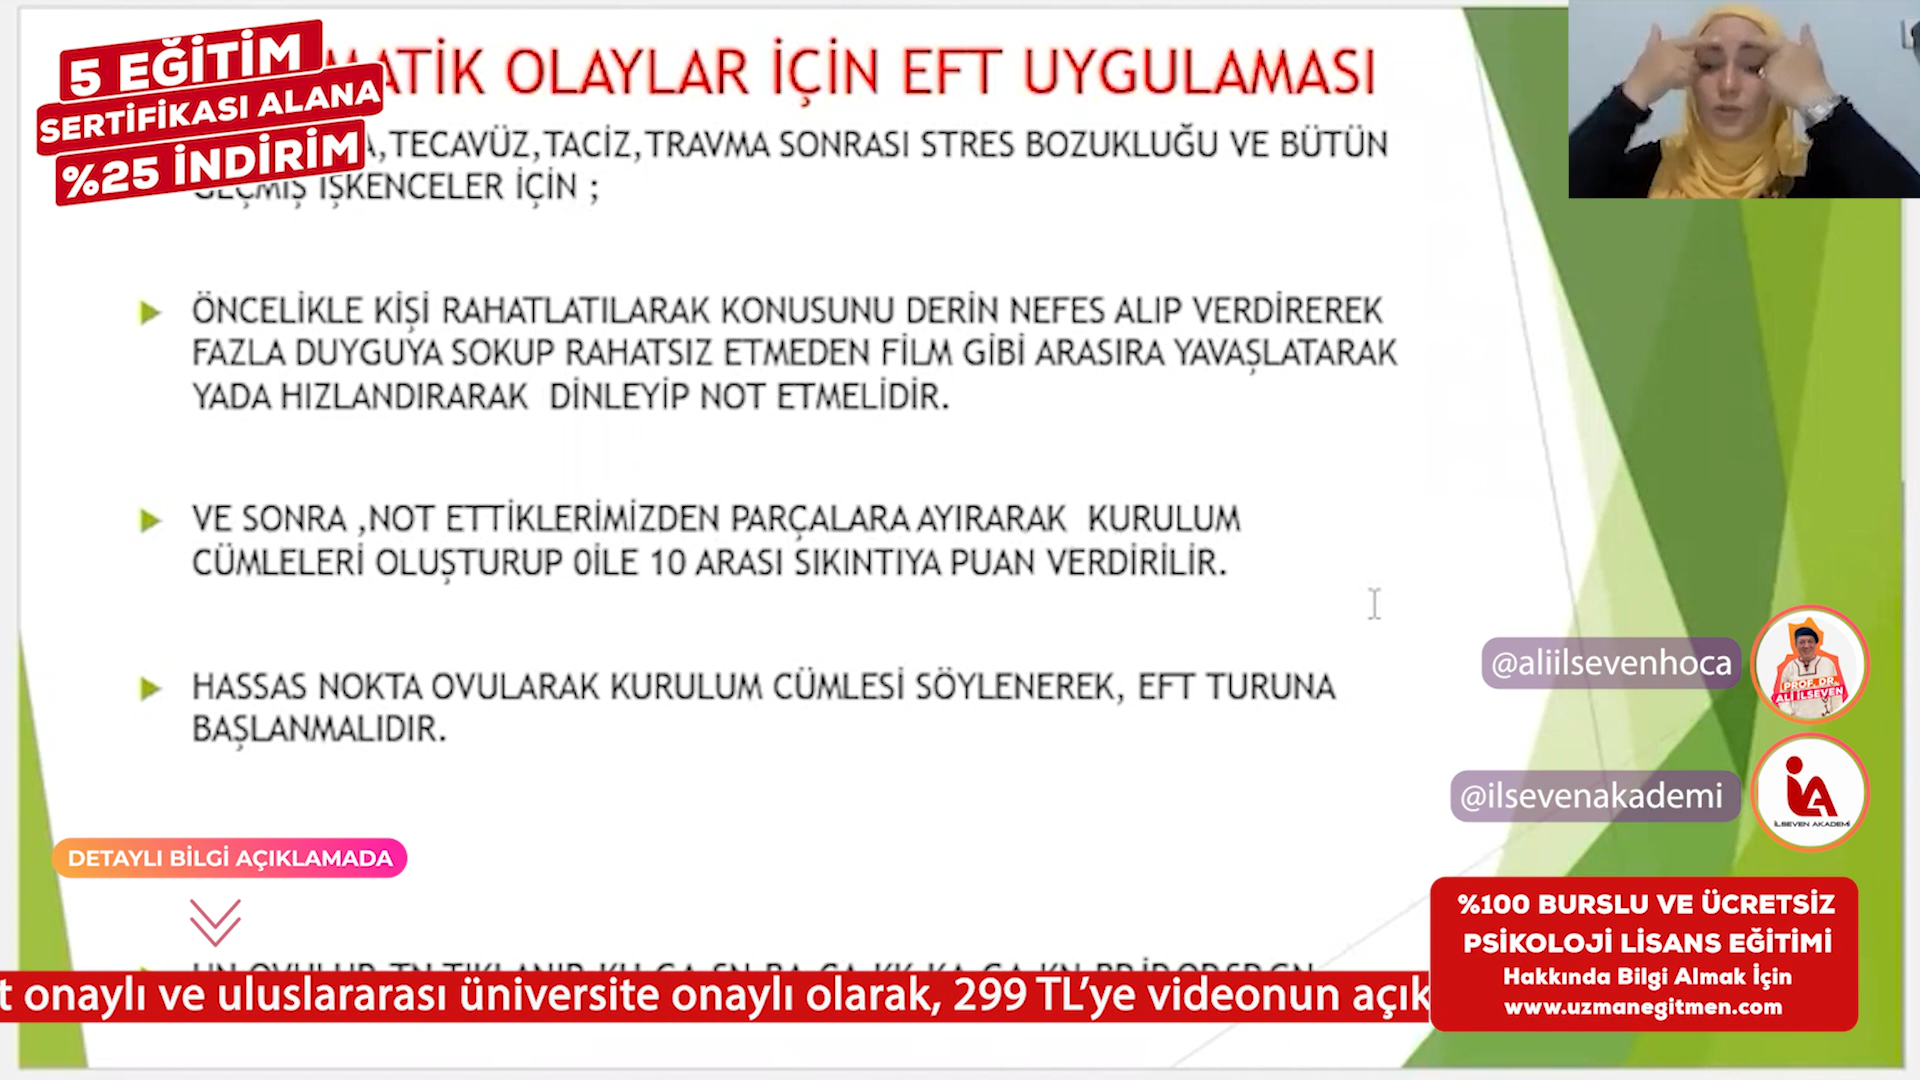 5 EĞİTİM
SERTİFİKASI ALANA
%25 İNDİRİM
OLAYLAR İÇİN EFT UYGULAMASI
,TECAVÜZ,TACİZ,TRAVMA SONRASI STRES BOZUKLUĞU VE BÜTÜN
GEÇMİŞ İŞKENCELER İÇİN ;
ÖNCELİKLE KİŞİ RAHATLATILARAK KONUSUNU DERİN NEFES ALIP VERDİREREK
FAZLA DUYGUYA SOKUP RAHATSIZ ETMEDEN FİLM GİBİ ARASIRA YAVAŞLATARAK
YADA HIZLANDIRARAK DİNLEYİP NOT ETMELİDİR.
VE SONRA ,NOT ETTİKLERİMİZDEN PARÇALARA AYIRARAK KURULUM
CÜMLELERİ OLUŞTURUP 0İLE 10 ARASI SIKINTIYA PUAN VERDİRİLİR.
HASSAS NOKTA OVULARAK KURULUM CÜMLESİ SÖYLENEREK, EFT TURUNA
BAŞLANMALIDIR.
@aliilsevenhoca
PROF. DR.
ALİ İLSEVEN
@ilsevenakademi
İLSEVEN AKADEMİ
DETAYLI BİLGİ AÇIKLAMADA
t onaylı ve uluslararası üniversite onaylı olarak, 299 TL'ye videonun açık
%100 BURSLU VE ÜCRETSİZ
PSİKOLOJİ LİSANS EĞİTİMİ
Hakkında Bilgi Almak İçin
www.uzmanegitmen.com